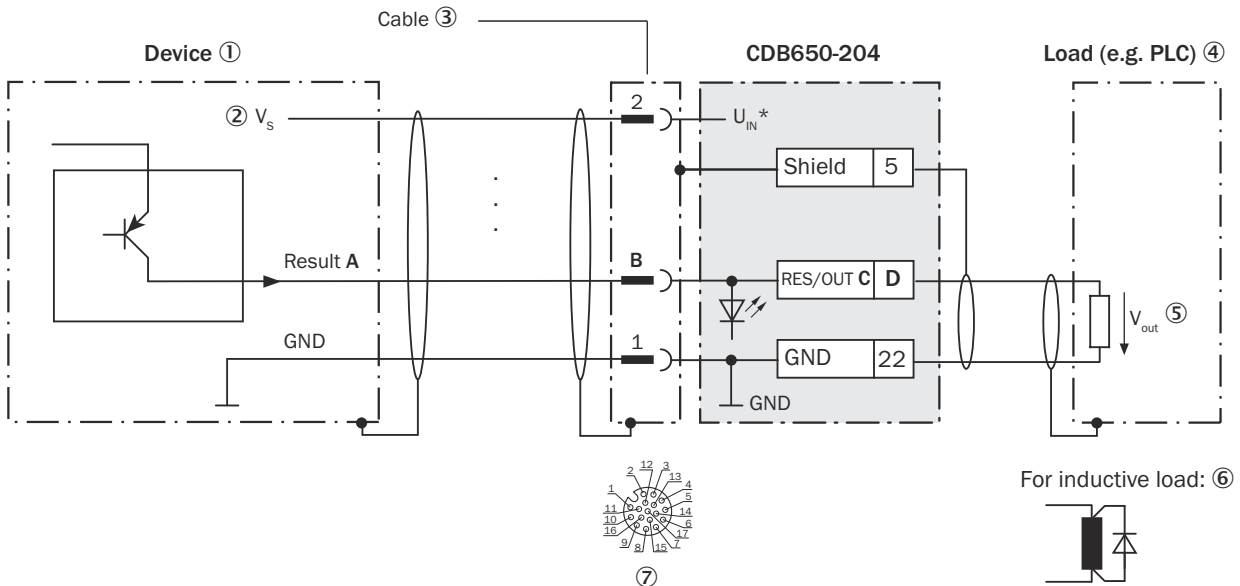 Cable ③
Device ①
CDB650-204
Load (e.g. PLC) ④
② Vs
2
UIN*
Shield 5
.
.
.
Result A
B
RES/OUT C D
Vout ⑤
GND
1
GND 22
GND
For inductive load: ⑥
2 12 3
13
1 4
11 5
10 14
16 6
17
9 8 15 7
⑦